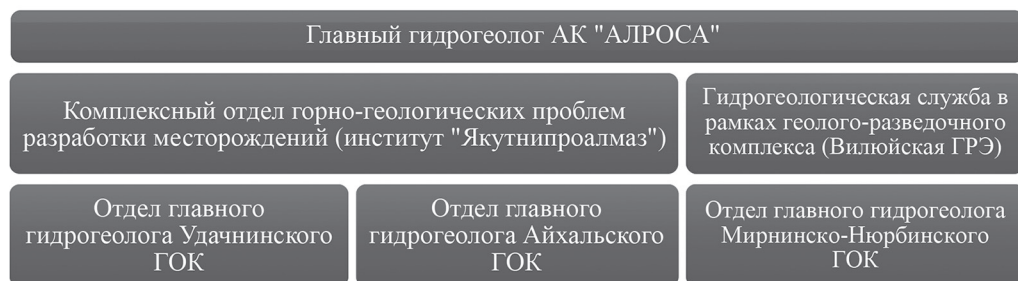 Главный гидрогеолог АК "АЛРОСА"
Комплексный отдел горно-геологических проблем
разработки месторождений (институт "Якутнипроалмаз")
Гидрогеологическая служба в
рамках геолого-разведочного
комплекса (Вилюйская ГРЭ)
Отдел главного
гидрогеолога Удачнинского
ГОК
Отдел главного
гидрогеолога Айхальского
ГОК
Отдел главного гидрогеолога
Мирнинско-Нюрбинского
ГОК